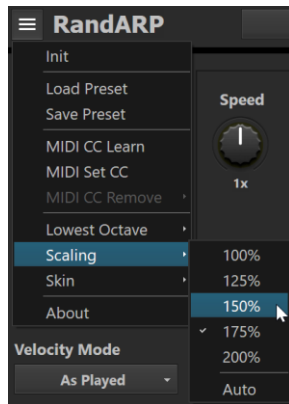 RandARP
Init
Load Preset
Save Preset
MIDI CC Learn
MIDI Set CC
MIDI CC Remove
Lowest Octave
Scaling
Skin
About
Speed
1x
100%
125%
150%
175%
200%
Auto
Velocity Mode
As Played